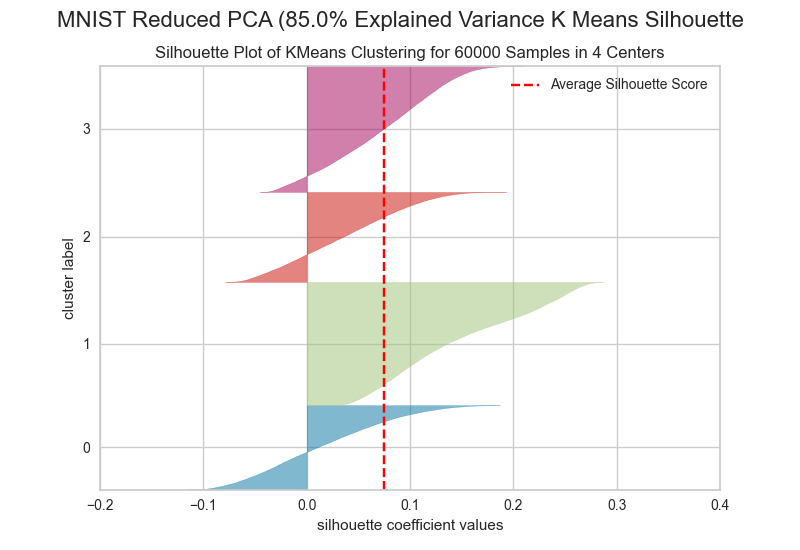 MNIST Reduced PCA (85.0% Explained Variance K Means Silhouette
Silhouette Plot of KMeans Clustering for 60000 Samples in 4 Centers
Average Silhouette Score
3
2
1
0
cluster label
−0.2 −0.1 0.0 0.1 0.2 0.3 0.4
silhouette coefficient values